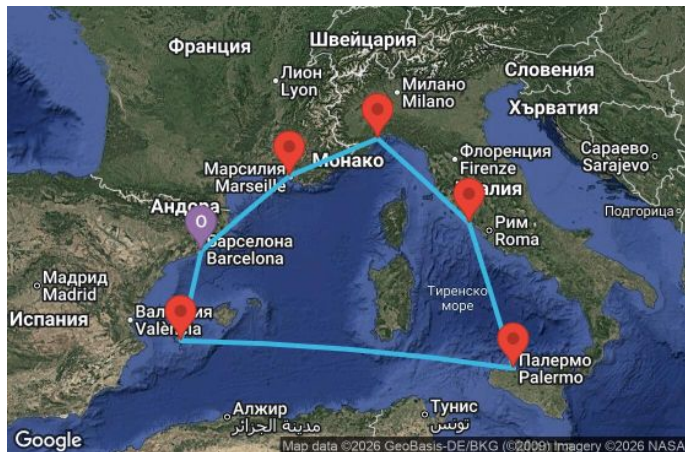 Франция
Швейцария
Лион
Lyon
Милано
Milano
Словения
Хърватия
Марсилия
Marseille
Монако
Флоренция
Firenze
Сараево
Sarajevo
Андора
Подгорица
O
Рим
Roma
Барселона
Barcelona
Мадрид
Madrid
Испания
València
Тиренско
море
Палермо
Palermo
Алжир
مدينة الجزائر
Тунис
تونس
Google
Map data ©2026 GeoBasis-DE/BKG (©2009) Imagery ©2026 NASA